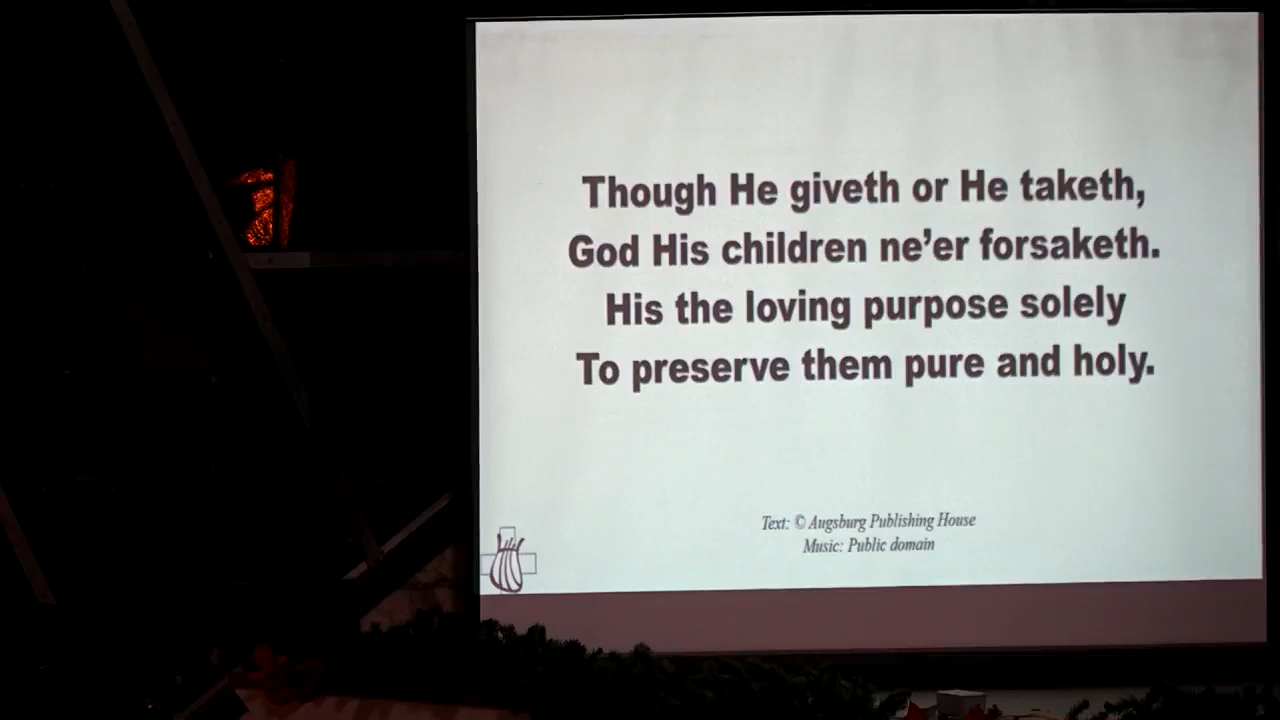 Though He giveth or He taketh,
God His children ne’er forsaketh.
His the loving purpose solely
To preserve them pure and holy.
Text: © Augsburg Publishing House
Music: Public domain